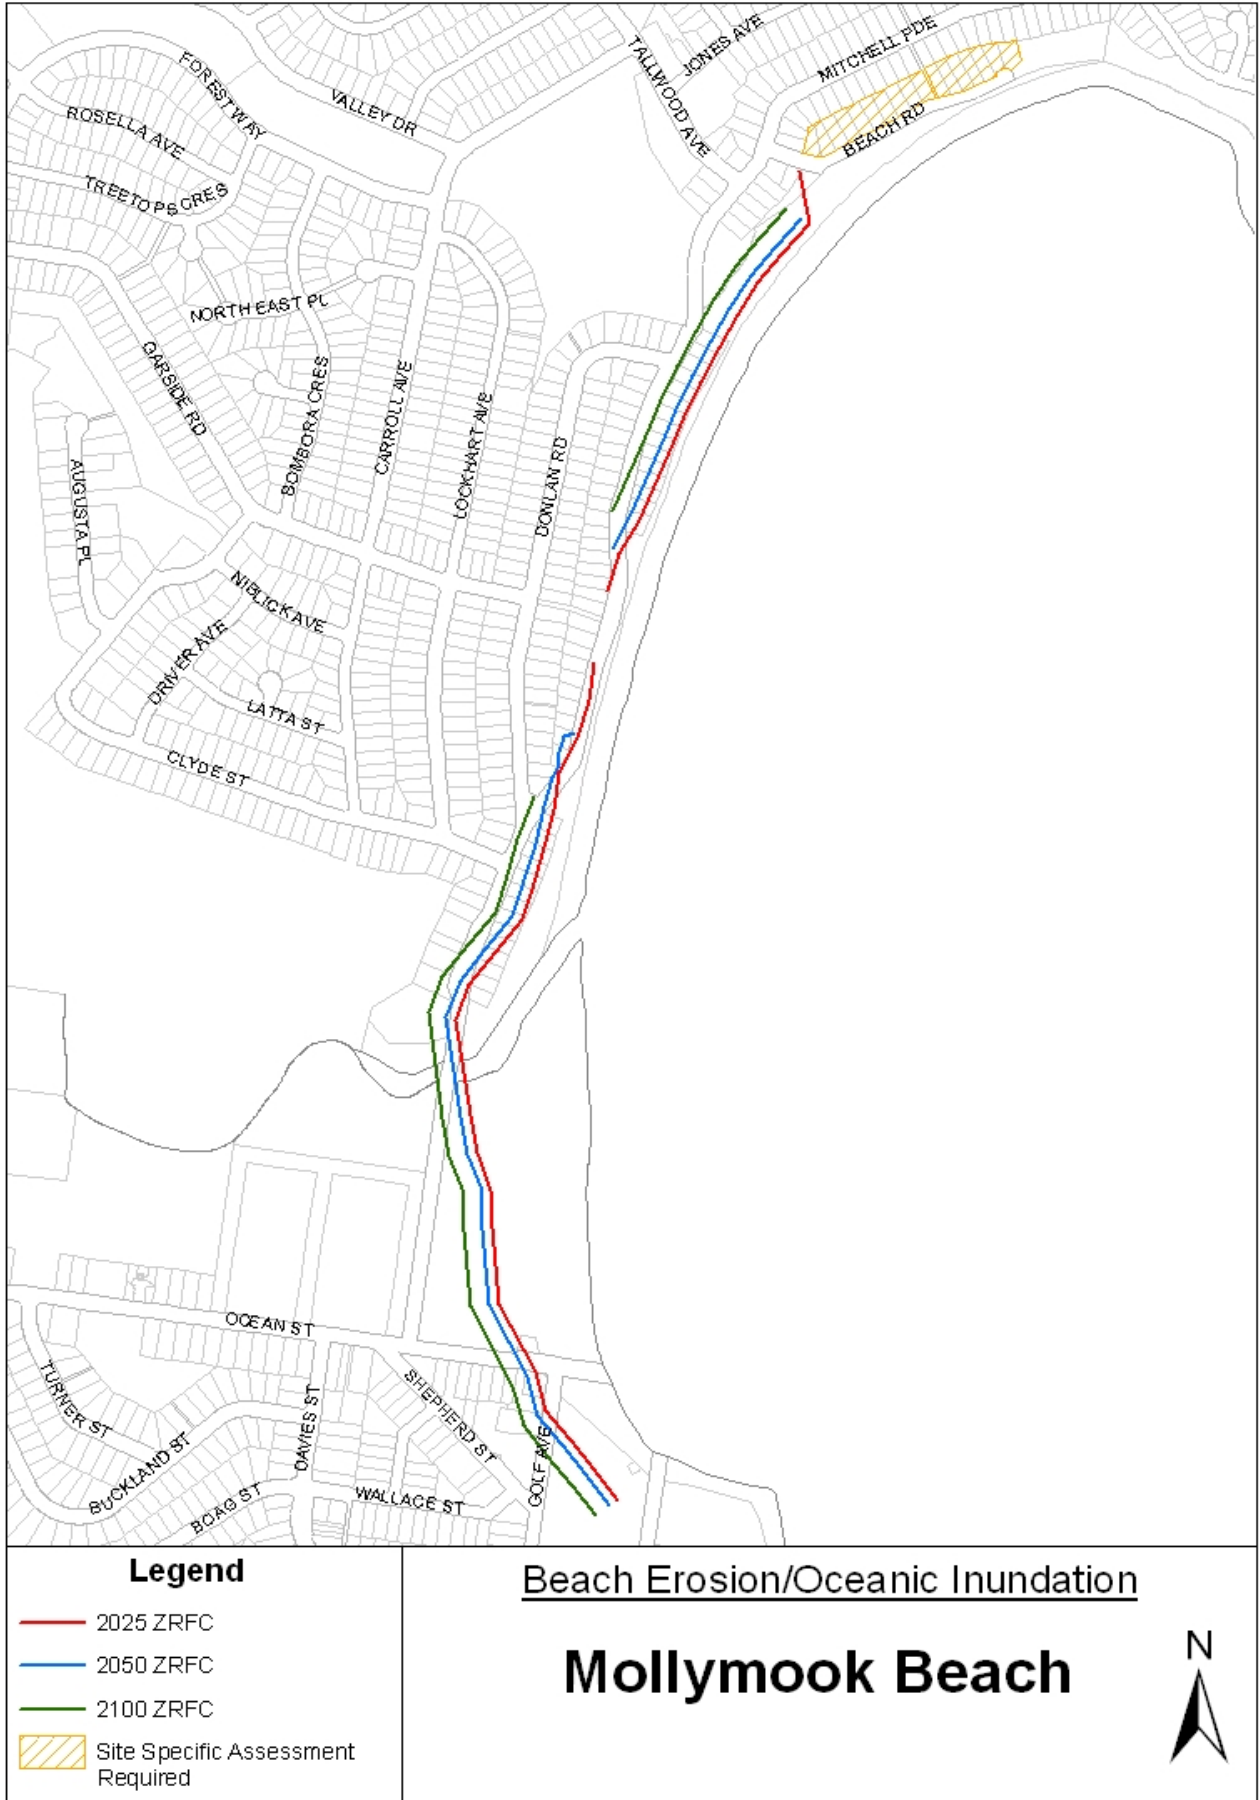 JONES AVE
MITCHELL PDE
TALLWOOD AVE
FOREST WAY
VALLEY DR
ROSELLA AVE
BEACH RD
TREETOPS CRES
NORTH EAST PL
GARSIDE RD
BOMBORA CRES
CARROLL AVE
LOCKHART AVE
DONLAN RD
AUGUSTA PL
NIBLICK AVE
DRIVER AVE
LATTA ST
CLYDE ST
OCEAN ST
TURNER ST
SHEPHERD ST
DAVIES ST
BUCKLAND ST
GOLF AVE
BOAG ST
WALLACE ST
Legend
2025 ZRFC
2050 ZRFC
2100 ZRFC
Site Specific Assessment
Required
Beach Erosion/Oceanic Inundation
Mollymook Beach
N